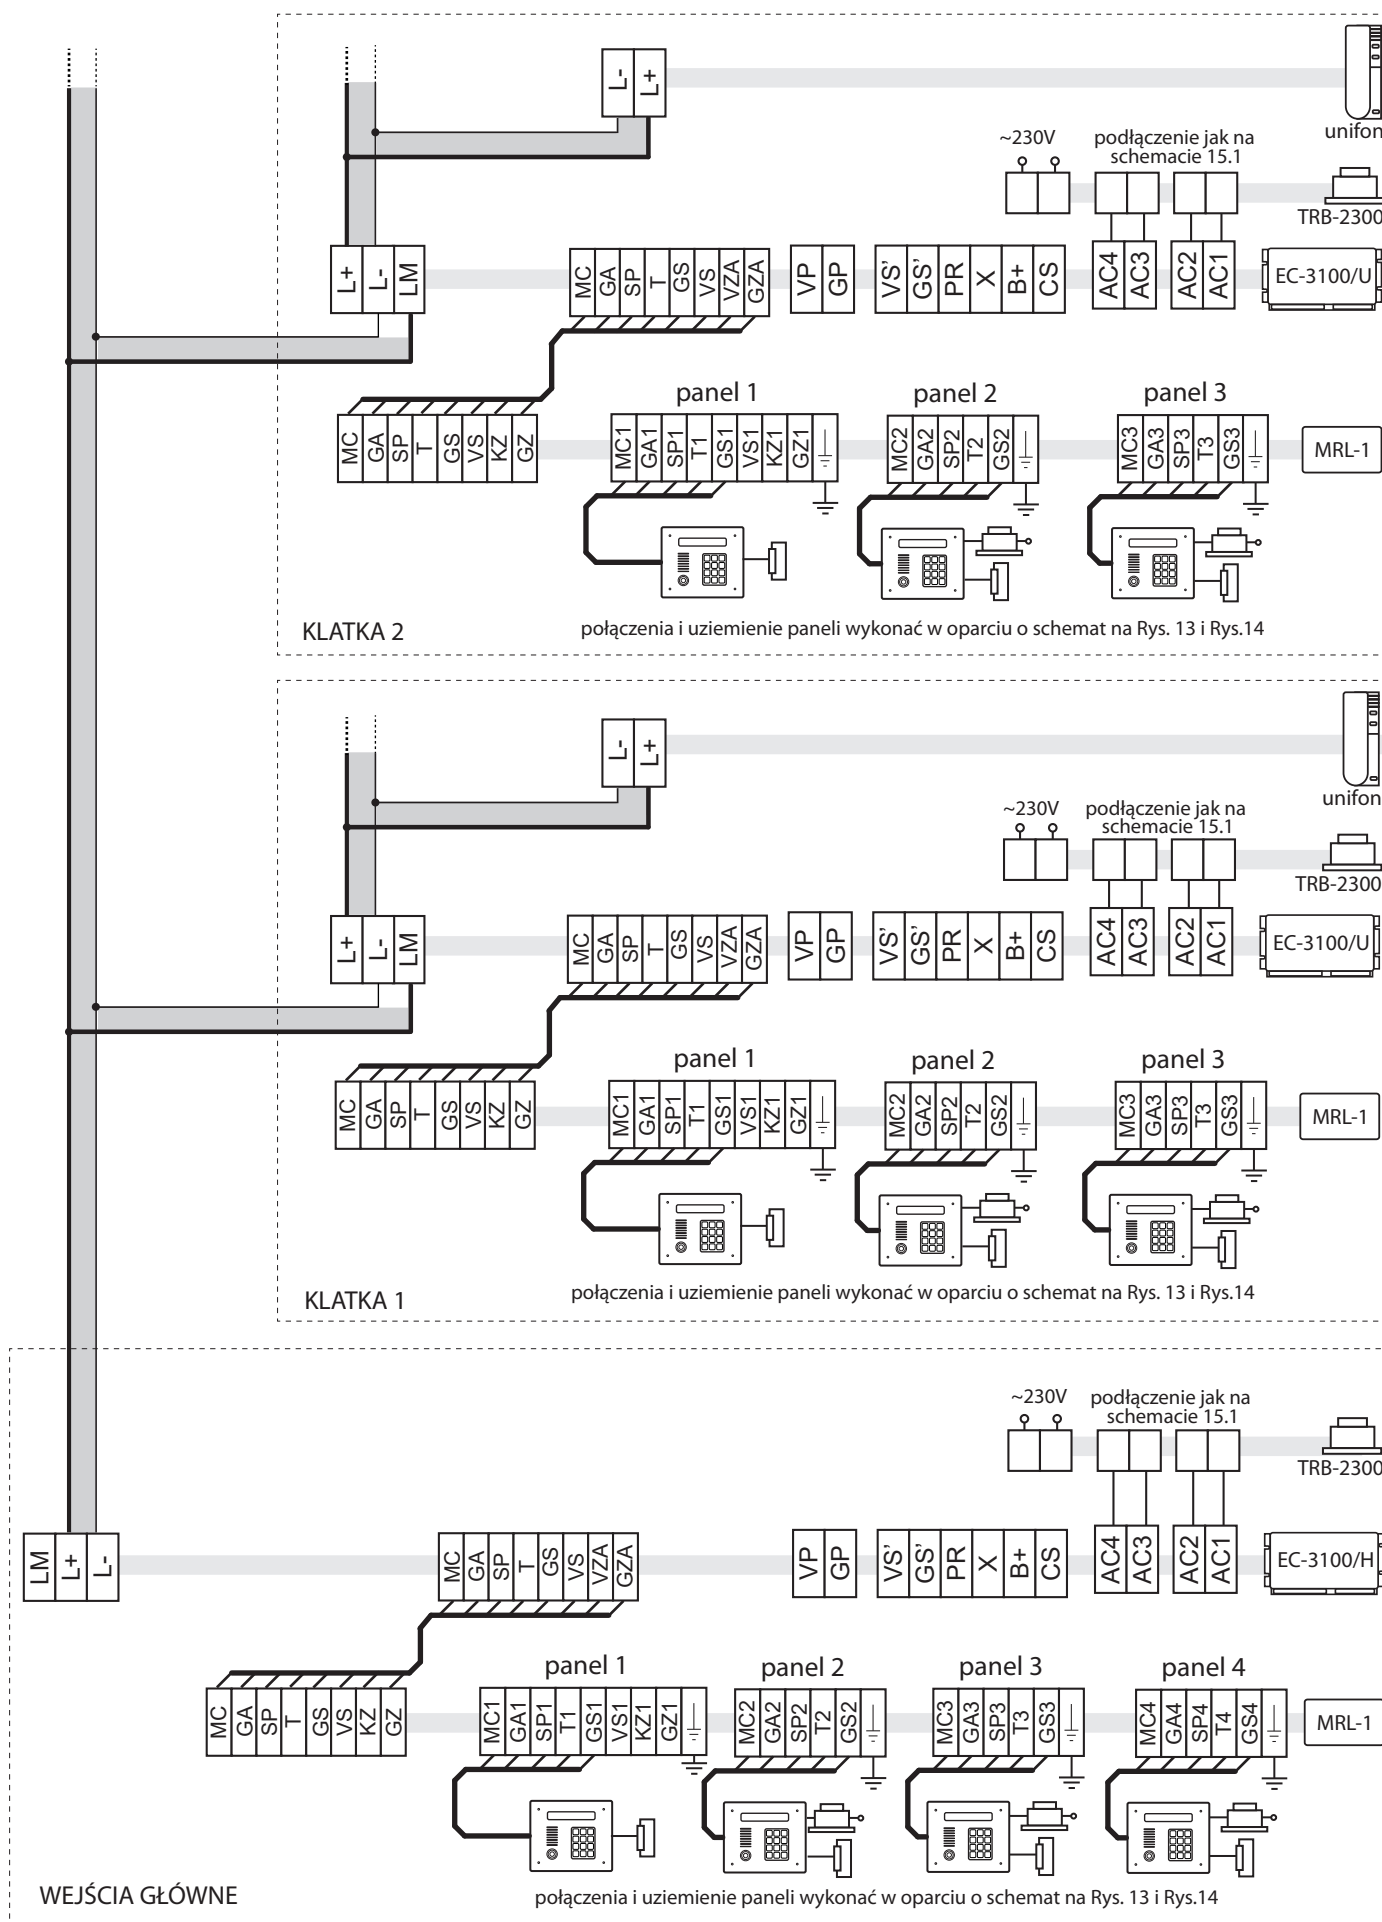 L- L+
unifon
~230V
podłączenie jak na
schemacie 15.1
TRB-2300
L+ L- LM
MC GA SP T GS VS VZA GZA
VP GP
VS' GS' PR X B+ CS
AC4 AC3
AC2 AC1
EC-3100/U
panel 1
panel 2
panel 3
MC GA SP T GS VS KZ GZ
MC1 GA1 SP1 T1 GS1 VS1 KZ1 GZ1
MC2 GA2 SP2 T2 GS2
MC3 GA3 SP3 T3 GS3
MRL-1
KLATKA 2
połączenia i uziemienie paneli wykonać w oparciu o schemat na Rys. 13 i Rys.14
L- L+
unifon
~230V
podłączenie jak na
schemacie 15.1
TRB-2300
L+ L- LM
MC GA SP T GS VS VZA GZA
VP GP
VS' GS' PR X B+ CS
AC4 AC3
AC2 AC1
EC-3100/U
panel 1
panel 2
panel 3
MC GA SP T GS VS KZ GZ
MC1 GA1 SP1 T1 GS1 VS1 KZ1 GZ1
MC2 GA2 SP2 T2 GS2
MC3 GA3 SP3 T3 GS3
MRL-1
KLATKA 1
połączenia i uziemienie paneli wykonać w oparciu o schemat na Rys. 13 i Rys.14
~230V
podłączenie jak na
schemacie 15.1
TRB-2300
LM L+ L-
MC GA SP T GS VS VZA GZA
VP GP
VS' GS' PR X B+ CS
AC4 AC3
AC2 AC1
EC-3100/H
panel 1
panel 2
panel 3
panel 4
MC GA SP T GS VS KZ GZ
MC1 GA1 SP1 T1 GS1 VS1 KZ1 GZ1
MC2 GA2 SP2 T2 GS2
MC3 GA3 SP3 T3 GS3
MC4 GA4 SP4 T4 GS4
MRL-1
WEJŚCIA GŁÓWNE
połączenia i uziemienie paneli wykonać w oparciu o schemat na Rys. 13 i Rys.14